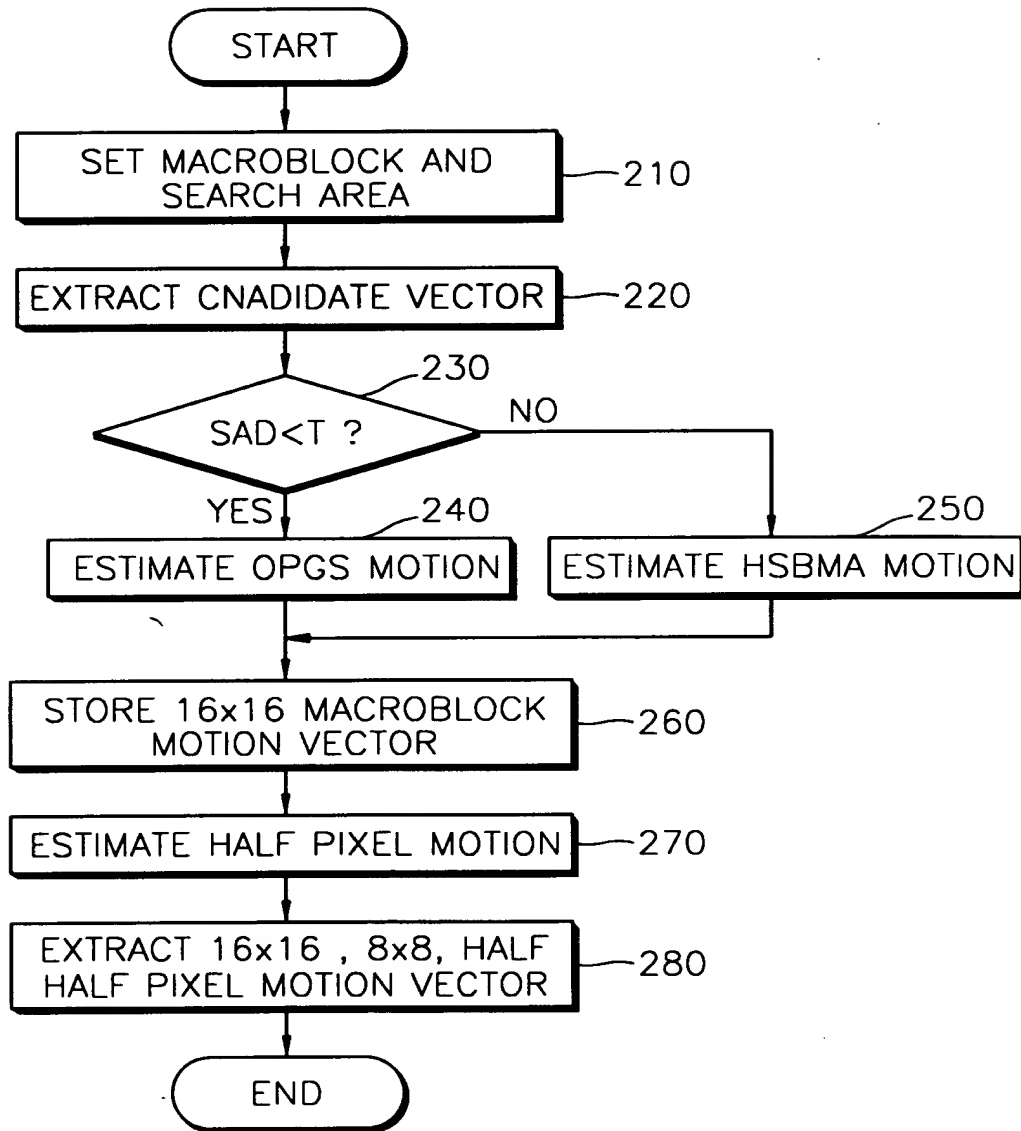 START
SET MACROBLOCK AND
SEARCH AREA
210
EXTRACT CNADIDATE VECTOR
220
230
SAD<T ?
NO
YES
240
ESTIMATE OPGS MOTION
250
ESTIMATE HSBMA MOTION
STORE 16x16 MACROBLOCK
MOTION VECTOR
260
ESTIMATE HALF PIXEL MOTION
270
EXTRACT 16x16 , 8x8, HALF
HALF PIXEL MOTION VECTOR
280
END